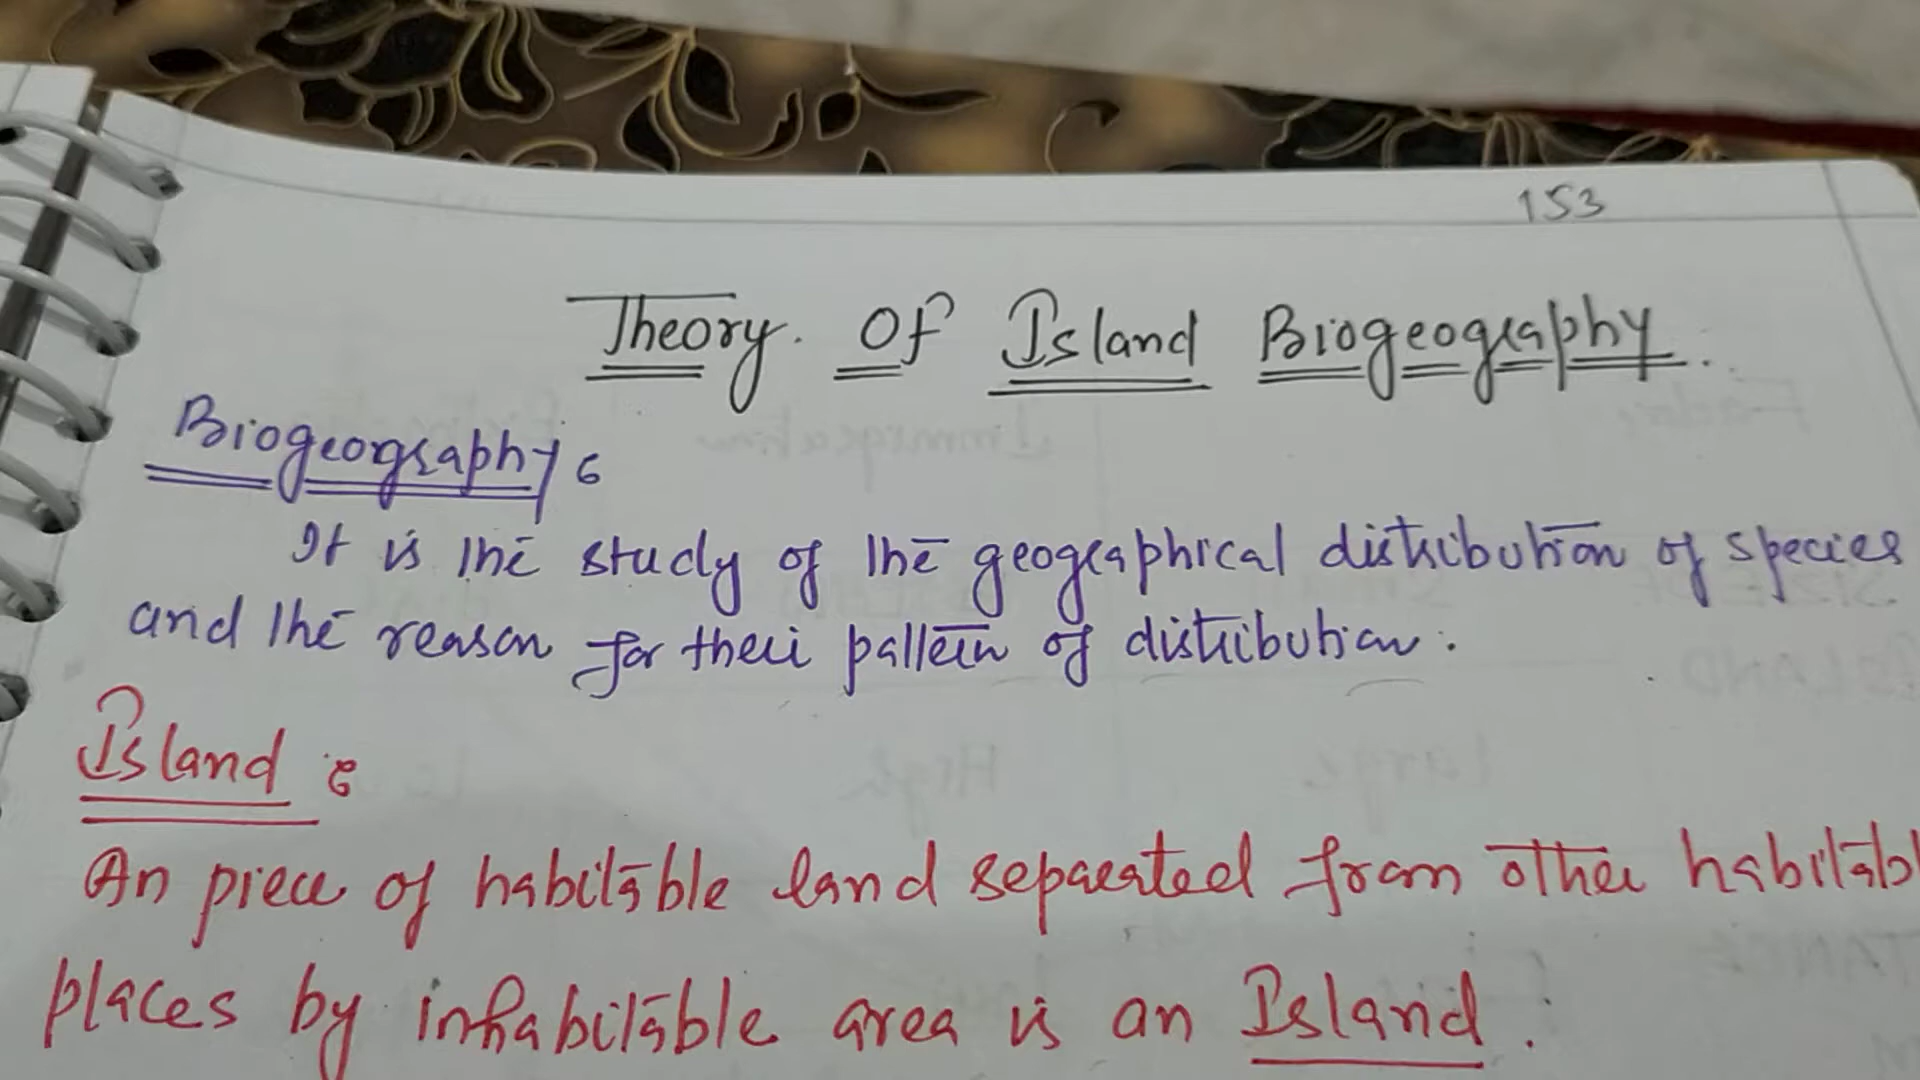 153
Theory Of Island Biogeography.
Biogeography:
It is the study of the geographical distribution of species
and the reason for their pattern of distribution.
Island:
An piece of habitable land separated from other habitabl
places by inhabitable area is an Island.